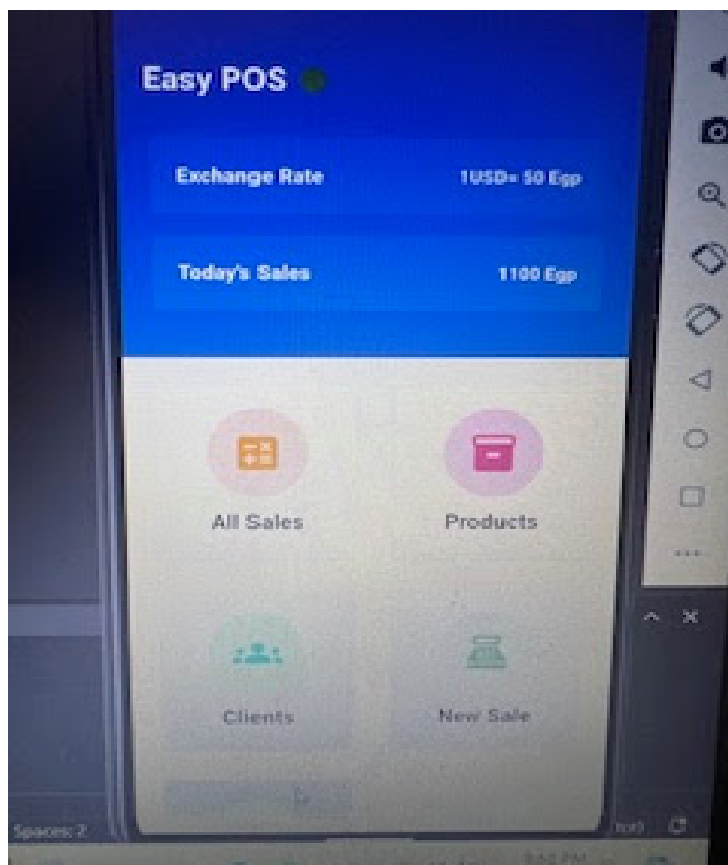 Easy POS
Exchange Rate 1USD= 50 Egp
Today's Sales 1100 Egp
All Sales Products
Clients New Sale
Spaces: 2